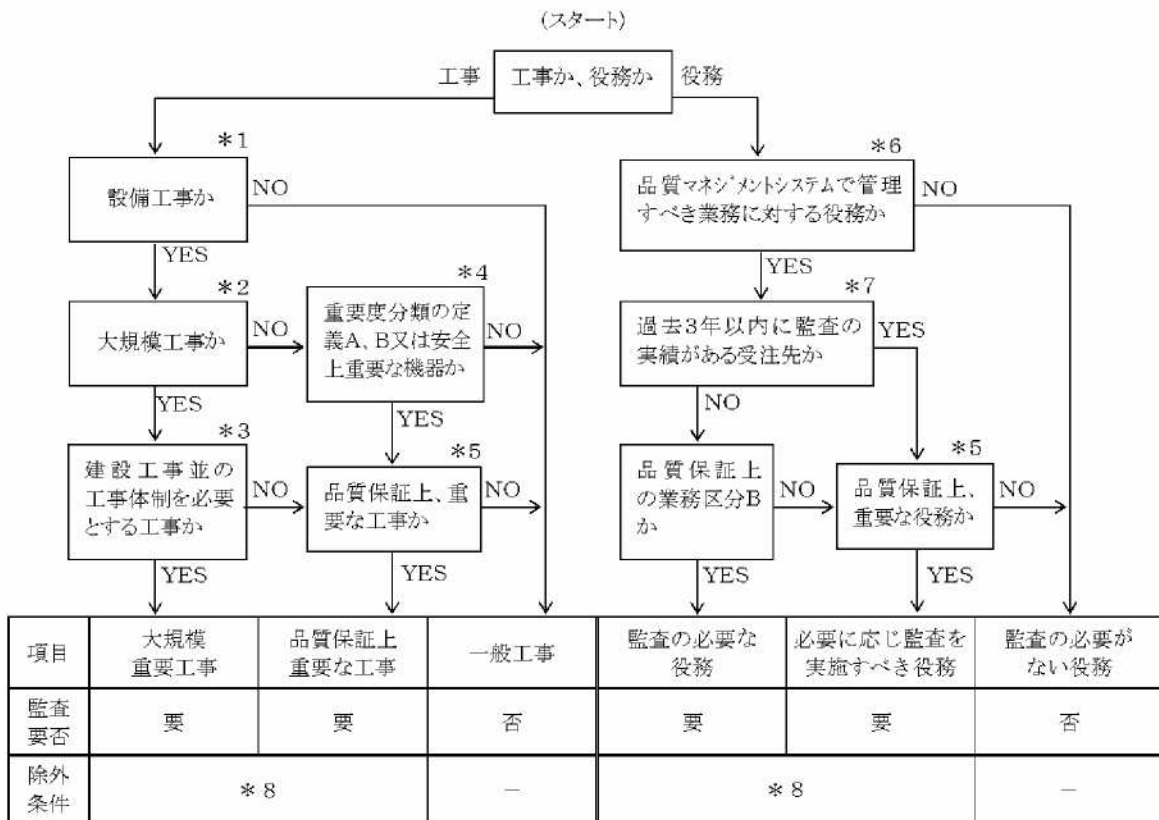 (スタート)
工事
工事か、役務か
役務
*1
設備工事か
NO
YES
*2
大規模工事か
NO
YES
*3
建設工事並の
工事体制を必要
とする工事か
NO
YES
*4
重要度分類の定
義A、B又は安全
上重要な機器か
NO
YES
*5
品質保証上、重
要な工事か
NO
YES
*6
品質マネジメントシステムで管理
すべき業務に対する役務か
NO
YES
*7
過去3年以内に監査の
実績がある受注先か
YES
NO
品質保証上
の業務区分B
か
NO
YES
*5
品質保証上、
重要な役務か
NO
YES
項目
大規模
重要工事
品質保証上
重要な工事
一般工事
監査の必要な
役務
必要に応じ監査を
実施すべき役務
監査の必要が
ない役務
監査
要否
要
要
否
要
要
否
除外
条件
*8
－
*8
－